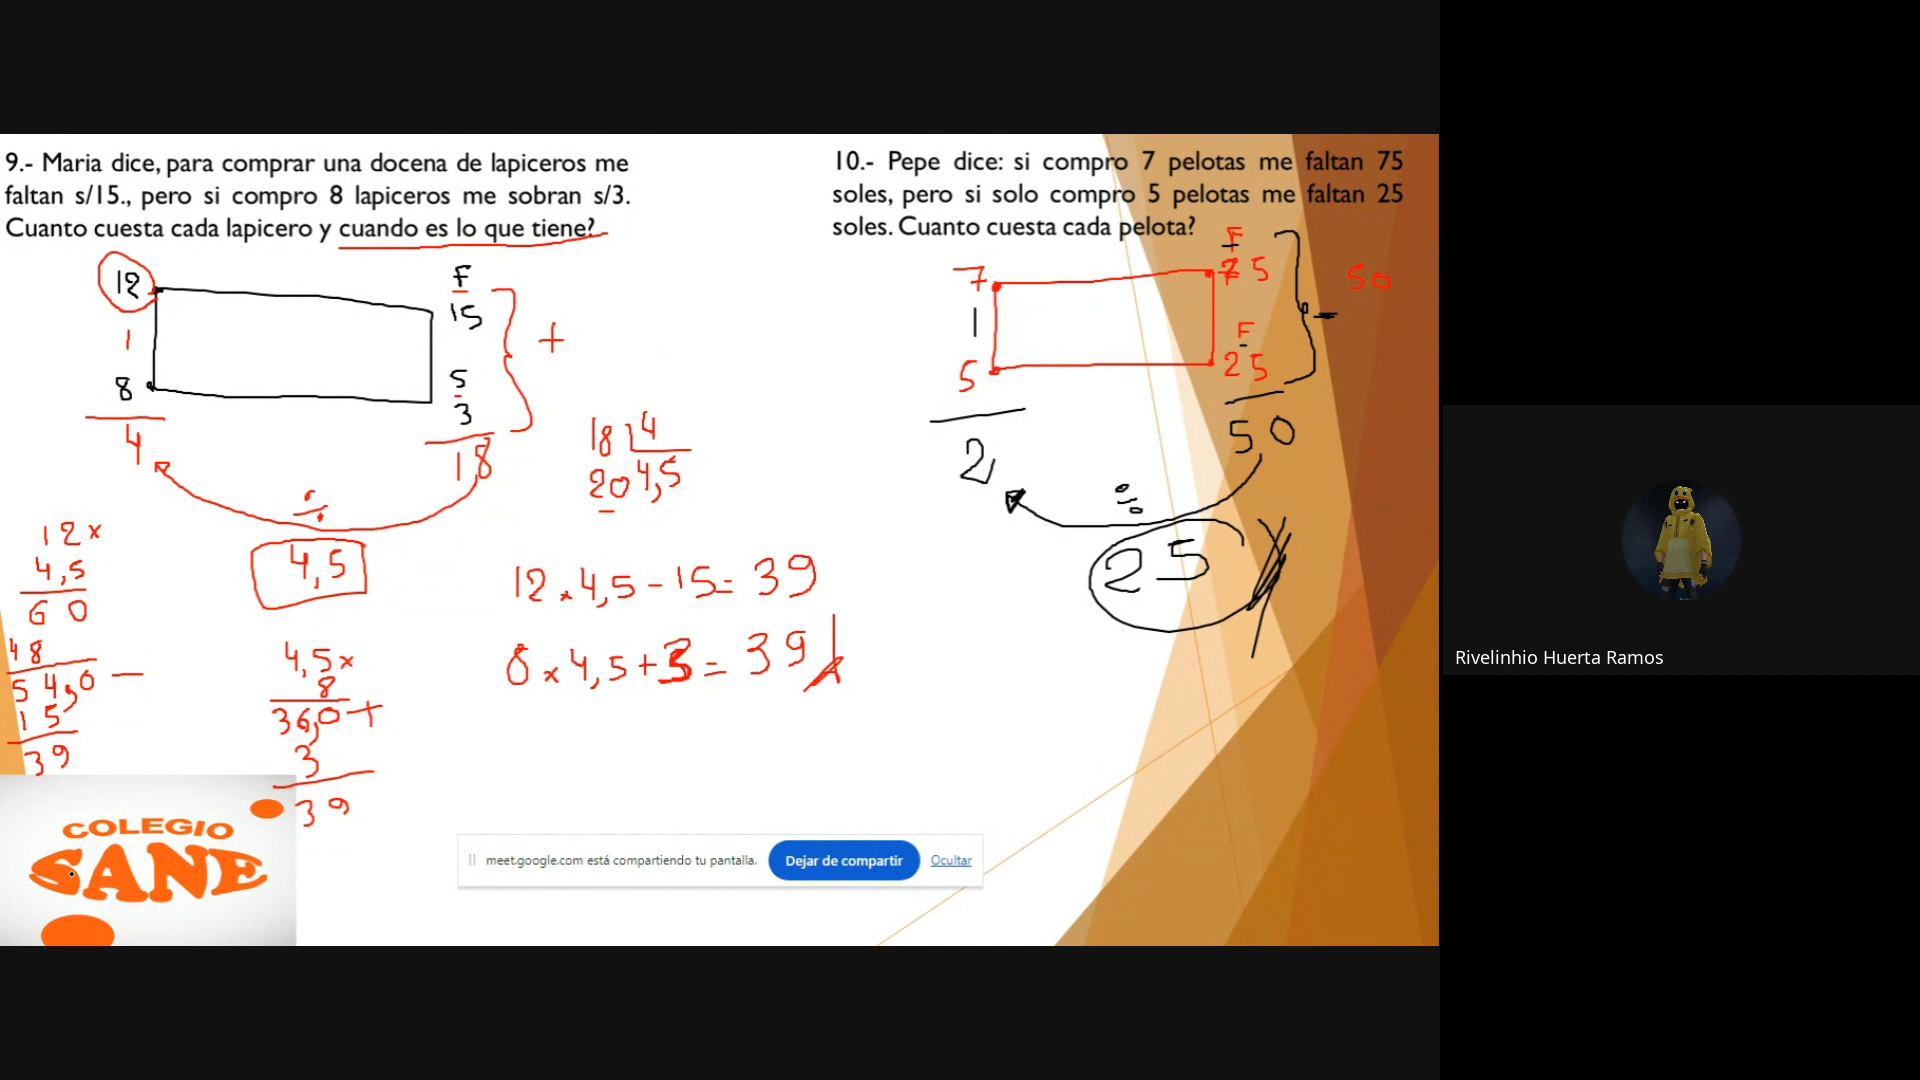 9.- Maria dice, para comprar una docena de lapiceros me
faltan s/15., pero si compro 8 lapiceros me sobran s/3.
Cuanto cuesta cada lapicero y cuando es lo que tiene?
12
F
15
1
+
8
S
3
4
18
÷
4,5
18 4
20 4,5
12 x
4,5
60
48
54,0 —
15
39
4,5 x
8
36,0 +
3
39
12 x 4,5 - 15 = 39
8 x 4,5 + 3 = 39
10.- Pepe dice: si compro 7 pelotas me faltan 75
soles, pero si solo compro 5 pelotas me faltan 25
soles. Cuanto cuesta cada pelota?
F
7
75
50
1
-
F
5
25
2
50
÷
25
COLEGIO
SANE
meet.google.com está compartiendo tu pantalla.
Dejar de compartir
Ocultar
Rivelinhio Huerta Ramos